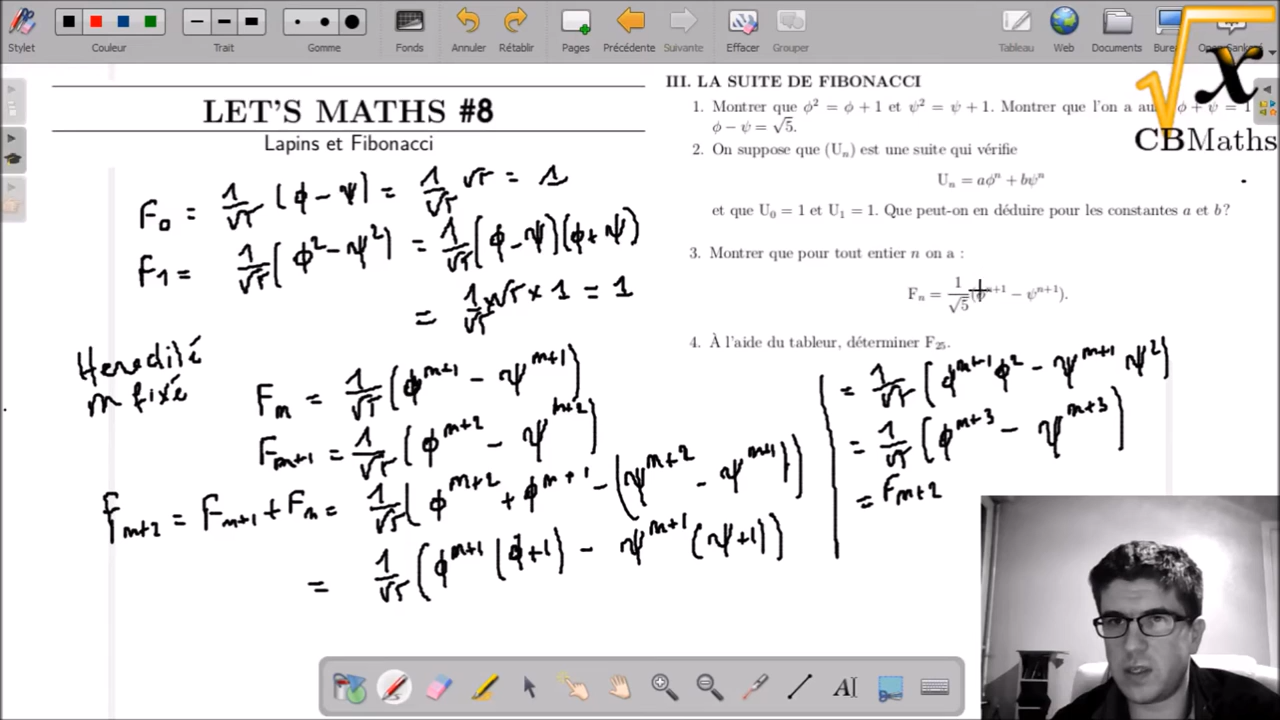 Stylet Couleur Trait Gomme Fonds Annuler Rétablir Pages Précédente Suivante Effacer Grouper Tableau Web Documents
LET'S MATHS #8
Lapins et Fibonacci
F₀ = 1/√5 (ϕ − ψ) = 1/√5 √5 = 1
F1 = 1/√5 (ϕ² − ψ²) = 1/√5 (ϕ − ψ)(ϕ + ψ)
= 1/√5 × √5 × 1 = 1
Heredité
n fixé
Fₙ = 1/√5 (ϕⁿ⁺¹ − ψⁿ⁺¹)
Fₙ₊₁ = 1/√5 (ϕⁿ⁺² − ψⁿ⁺²)
Fₙ₊₂ = Fₙ₊₁ + Fₙ = 1/√5 (ϕⁿ⁺² + ϕⁿ⁺¹ − (ψⁿ⁺² − ψⁿ⁺¹))
= 1/√5 (ϕⁿ⁺¹ (ϕ+1) − ψⁿ⁺¹ (ψ+1))
III. LA SUITE DE FIBONACCI
1. Montrer que ϕ² = ϕ + 1 et ψ² = ψ + 1. Montrer que l'on a ϕ + ψ = 1
ϕ − ψ = √5.
2. On suppose que (Uₙ) est une suite qui vérifie
Uₙ = aϕⁿ + bψⁿ
et que U₀ = 1 et U₁ = 1. Que peut-on en déduire pour les constantes a et b?
3. Montrer que pour tout entier n on a :
Fₙ = 1/√5 (ϕⁿ⁺¹ − ψⁿ⁺¹).
4. À l'aide du tableur, déterminer F₂₅.
= 1/√5 (ϕⁿ⁺¹ϕ² − ψⁿ⁺¹ ψ²)
= 1/√5 (ϕⁿ⁺³ − ψⁿ⁺³)
= Fₙ₊₂
√x
CBMaths
AI